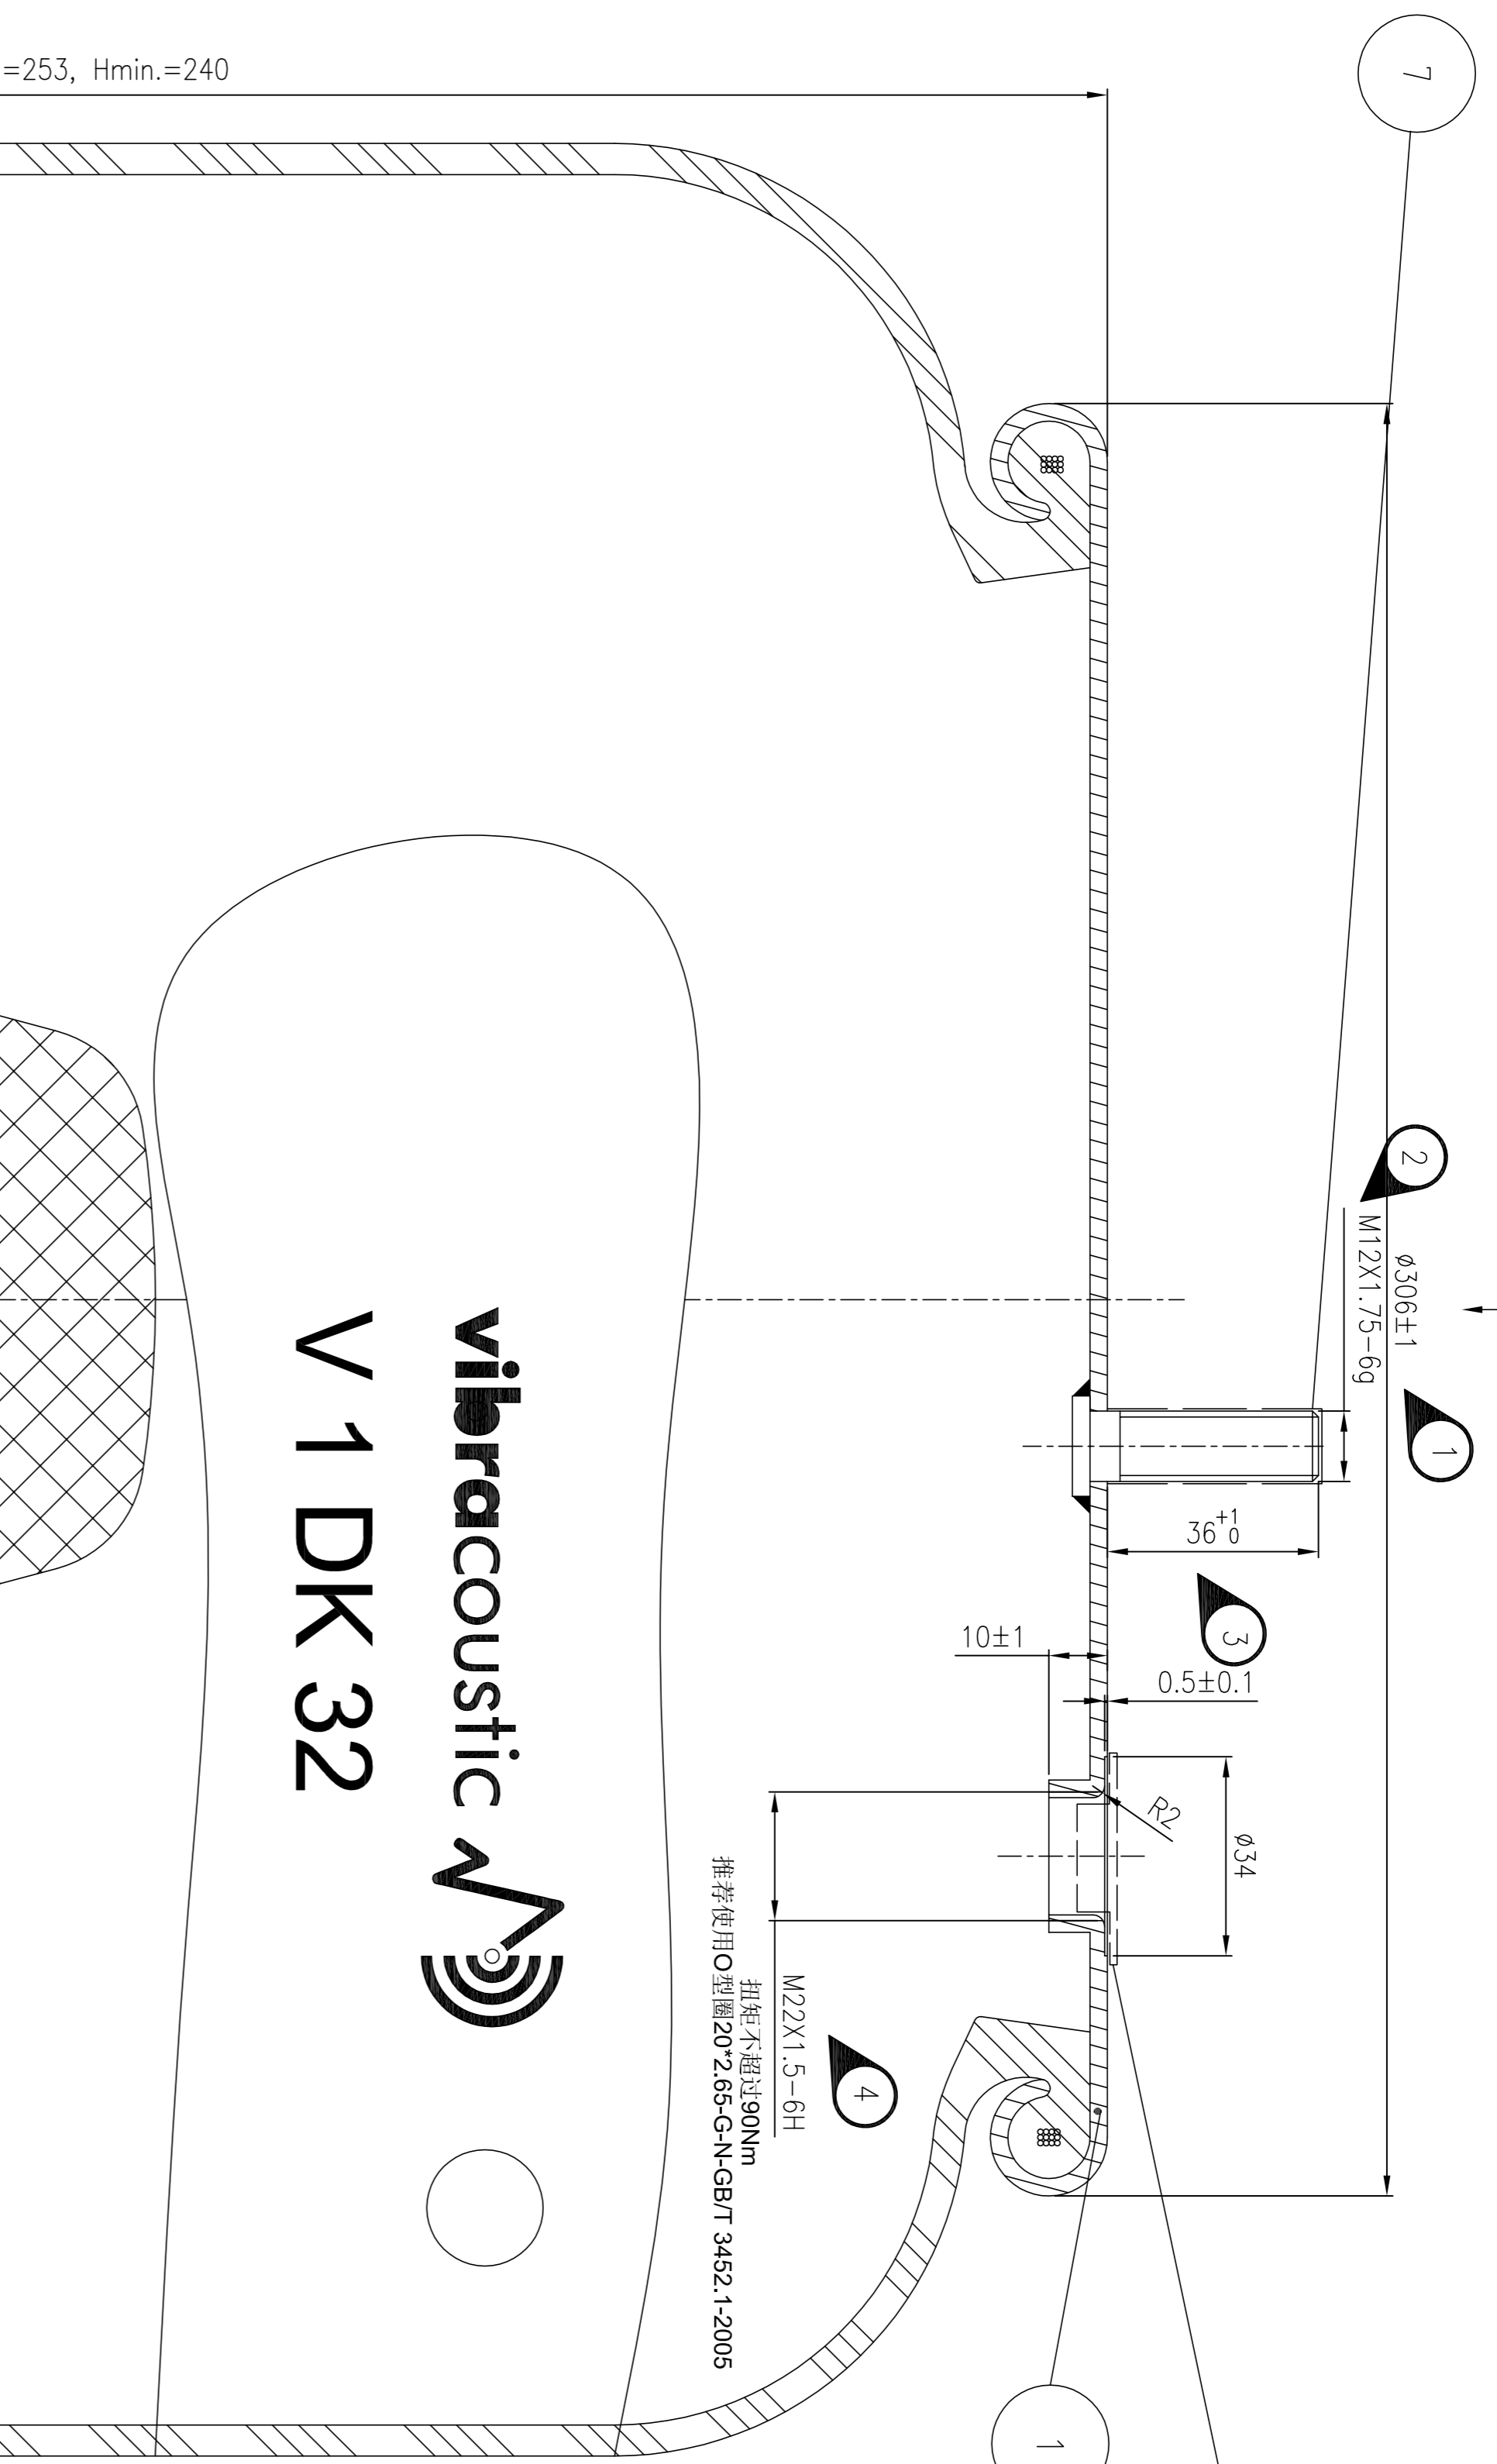 =253, Hmin.=240
7
2
ø306±1
M12X1.75-6g
1
36 +1 0
3
10±1
0.5±0.1
R2
ø34
M22X1.5-6H
扭矩不超过90Nm
推荐使用O型圈20*2.65-G-N-GB/T 3452.1-2005
4
vibracoustic
V 1 DK 32
1